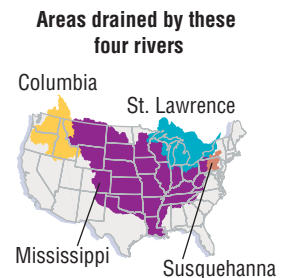 Areas drained by these
four rivers
Columbia
St. Lawrence
Mississippi
Susquehanna